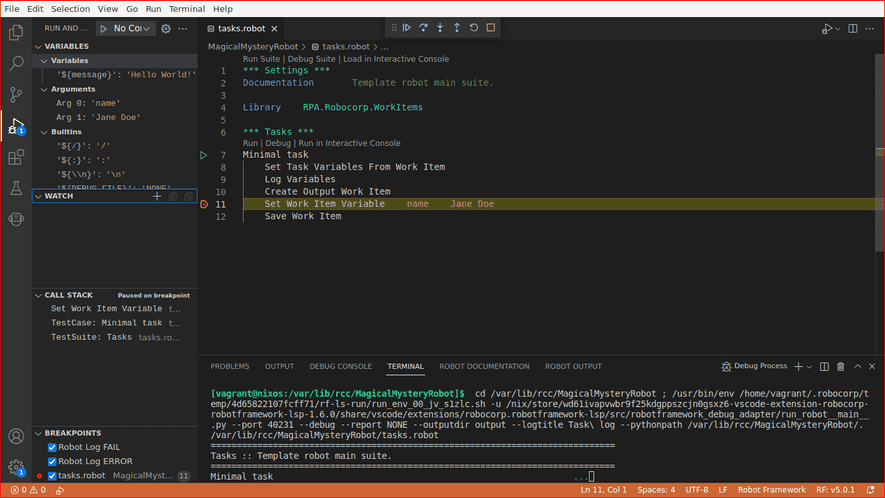 File Edit Selection View Go Run Terminal Help
RUN AND ... No Cor
tasks.robot
VARIABLES
Variables
'${message}': 'Hello World!'
Arguments
Arg 0: 'name'
Arg 1: 'Jane Doe'
Builtins
'${/}': '/'
'${:}': ':'
'${\\n}': '\n'
'${DEBUG_FILE}': 'NONE'
WATCH
CALL STACK Paused on breakpoint
Set Work Item Variable t...
TestCase: Minimal task t...
TestSuite: Tasks tasks.ro...
BREAKPOINTS
Robot Log FAIL
Robot Log ERROR
tasks.robot MagicalMyst... 11
MagicalMysteryRobot > tasks.robot > ...
Run Suite | Debug Suite | Load in Interactive Console
1 *** Settings ***
2 Documentation Template robot main suite.
3
4 Library RPA.Robocorp.WorkItems
5
6 *** Tasks ***
Run | Debug | Run in Interactive Console
7 Minimal task
8 Set Task Variables From Work Item
9 Log Variables
10 Create Output Work Item
11 Set Work Item Variable name Jane Doe
12 Save Work Item
PROBLEMS OUTPUT DEBUG CONSOLE TERMINAL ROBOT DOCUMENTATION ROBOT OUTPUT
Debug Process
[vagrant@nixos:/var/lib/rcc/MagicalMysteryRobot]$ cd /var/lib/rcc/MagicalMysteryRobot ; /usr/bin/env /home/vagrant/.robocorp/t
emp/4d65822107fcff71/rf-ls-run/run_env_00_jv_s1zlc.sh -u /nix/store/wd61ivapvwbr9f25kdgppszcjn0gsxz6-vscode-extension-robocorp-
robotframework-lsp-1.6.0/share/vscode/extensions/robocorp.robotframework-lsp/src/robotframework_debug_adapter/run_robot__main__
.py --port 40231 --debug --report NONE --outputdir output --logtitle Task\ log --pythonpath /var/lib/rcc/MagicalMysteryRobot/.
/var/lib/rcc/MagicalMysteryRobot/tasks.robot
==============================================================================
Tasks :: Template robot main suite.
==============================================================================
Minimal task ...
0 0
Ln 11, Col 1 Spaces: 4 UTF-8 LF Robot Framework RF: v5.0.1